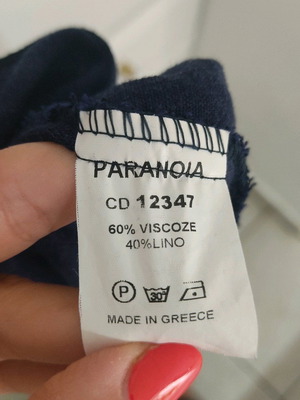 PARANOIA
CD 12347
60% VISCOZE
40%LINO
P 30°
MADE IN GREECE